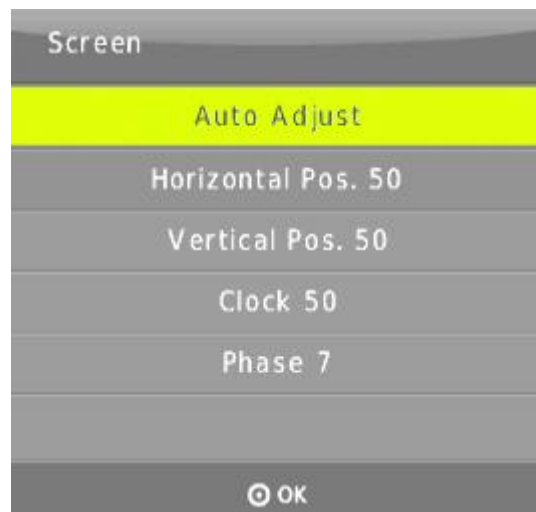 Screen
Auto Adjust
Horizontal Pos. 50
Vertical Pos. 50
Clock 50
Phase 7
OK